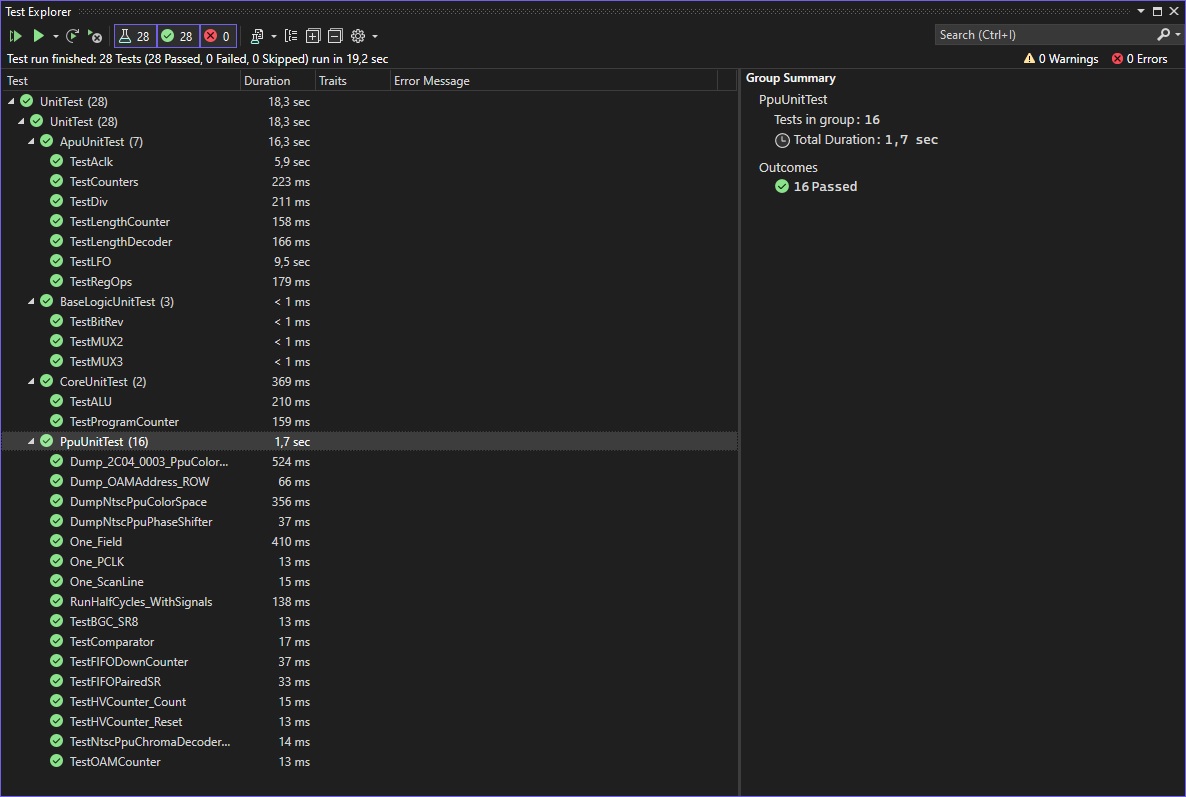 Test Explorer
28 28 0
Search (Ctrl+I)
Test run finished: 28 Tests (28 Passed, 0 Failed, 0 Skipped) run in 19,2 sec
0 Warnings 0 Errors
Test Duration Traits Error Message
UnitTest (28) 18,3 sec
UnitTest (28) 18,3 sec
ApuUnitTest (7) 16,3 sec
TestAclk 5,9 sec
TestCounters 223 ms
TestDiv 211 ms
TestLengthCounter 158 ms
TestLengthDecoder 166 ms
TestLFO 9,5 sec
TestRegOps 179 ms
BaseLogicUnitTest (3) < 1 ms
TestBitRev < 1 ms
TestMUX2 < 1 ms
TestMUX3 < 1 ms
CoreUnitTest (2) 369 ms
TestALU 210 ms
TestProgramCounter 159 ms
PpuUnitTest (16) 1,7 sec
Dump_2C04_0003_PpuColor... 524 ms
Dump_OAMAddress_ROW 66 ms
DumpNtscPpuColorSpace 356 ms
DumpNtscPpuPhaseShifter 37 ms
One_Field 410 ms
One_PCLK 13 ms
One_ScanLine 15 ms
RunHalfCycles_WithSignals 138 ms
TestBGC_SR8 13 ms
TestComparator 17 ms
TestFIFODownCounter 37 ms
TestFIFOPairedSR 33 ms
TestHVCounter_Count 15 ms
TestHVCounter_Reset 13 ms
TestNtscPpuChromaDecoder... 14 ms
TestOAMCounter 13 ms
Group Summary
PpuUnitTest
Tests in group: 16
Total Duration: 1,7 sec
Outcomes
16 Passed